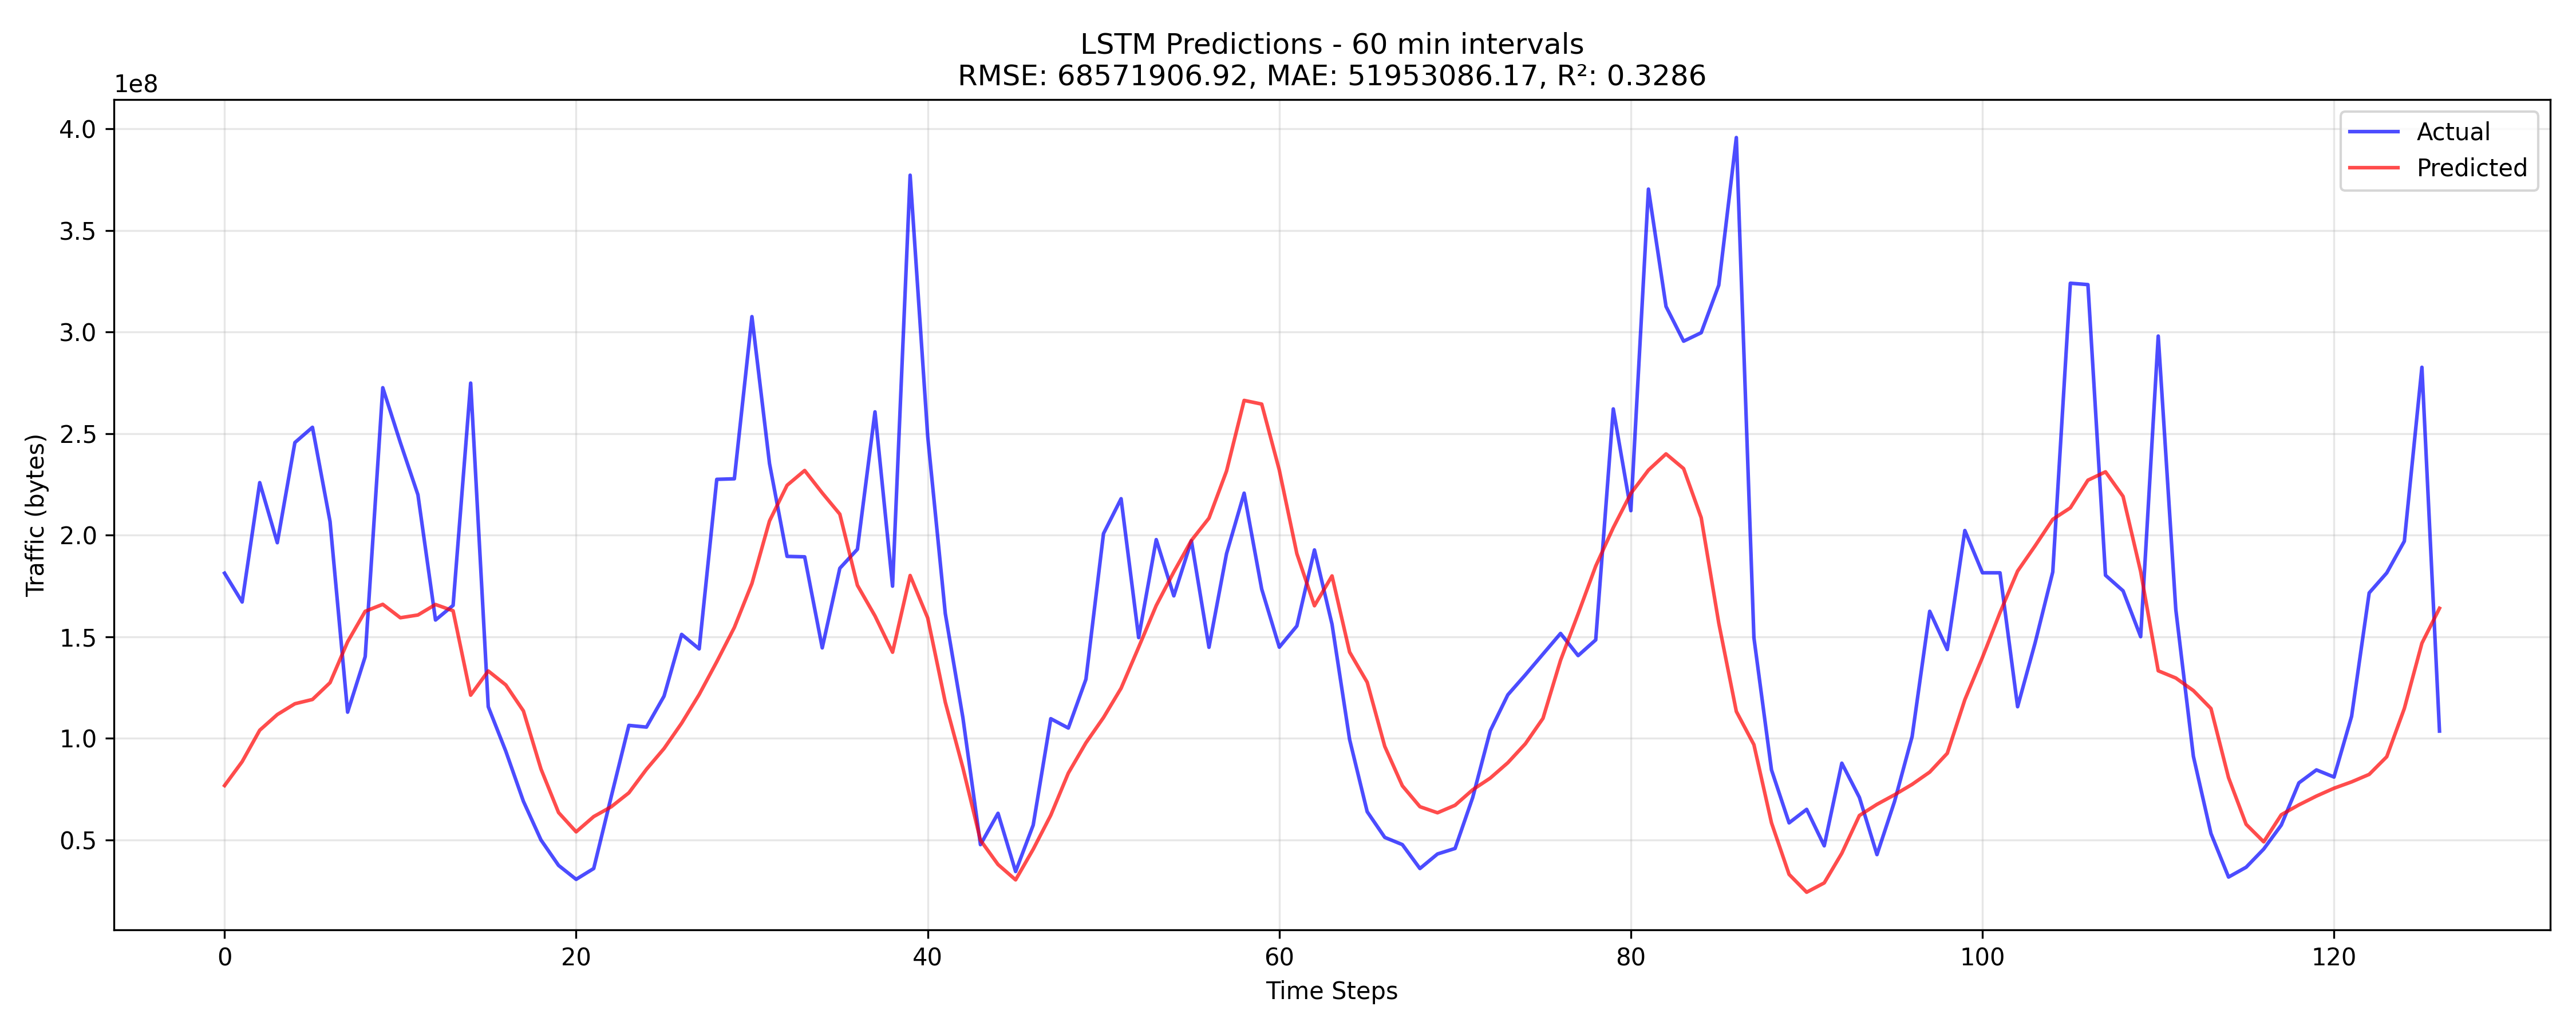 LSTM Predictions - 60 min intervals
RMSE: 68571906.92, MAE: 51953086.17, R²: 0.3286
1e8
4.0
3.5
3.0
2.5
2.0
1.5
1.0
0.5
Traffic (bytes)
Actual
Predicted
0 20 40 60 80 100 120
Time Steps